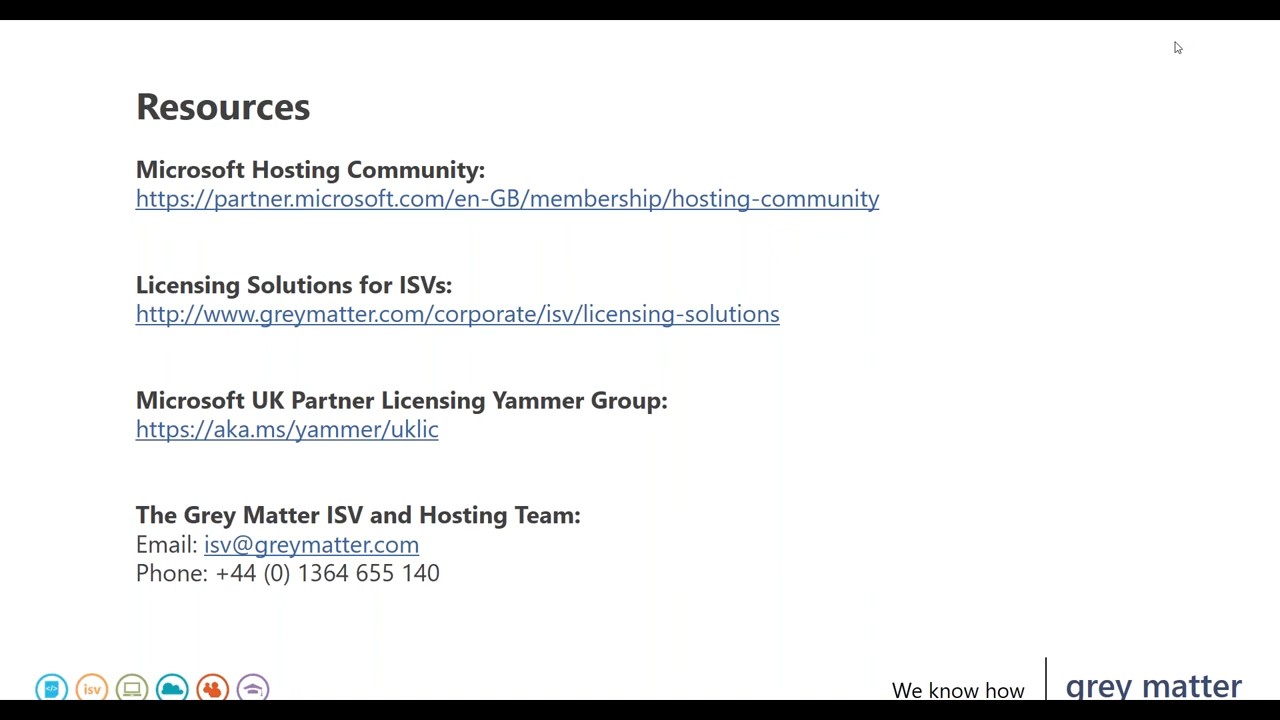 Resources
Microsoft Hosting Community:
https://partner.microsoft.com/en-GB/membership/hosting-community
Licensing Solutions for ISVs:
http://www.greymatter.com/corporate/isv/licensing-solutions
Microsoft UK Partner Licensing Yammer Group:
https://aka.ms/yammer/uklic
The Grey Matter ISV and Hosting Team:
Email: isv@greymatter.com
Phone: +44 (0) 1364 655 140
</> isv
We know how
grey matter